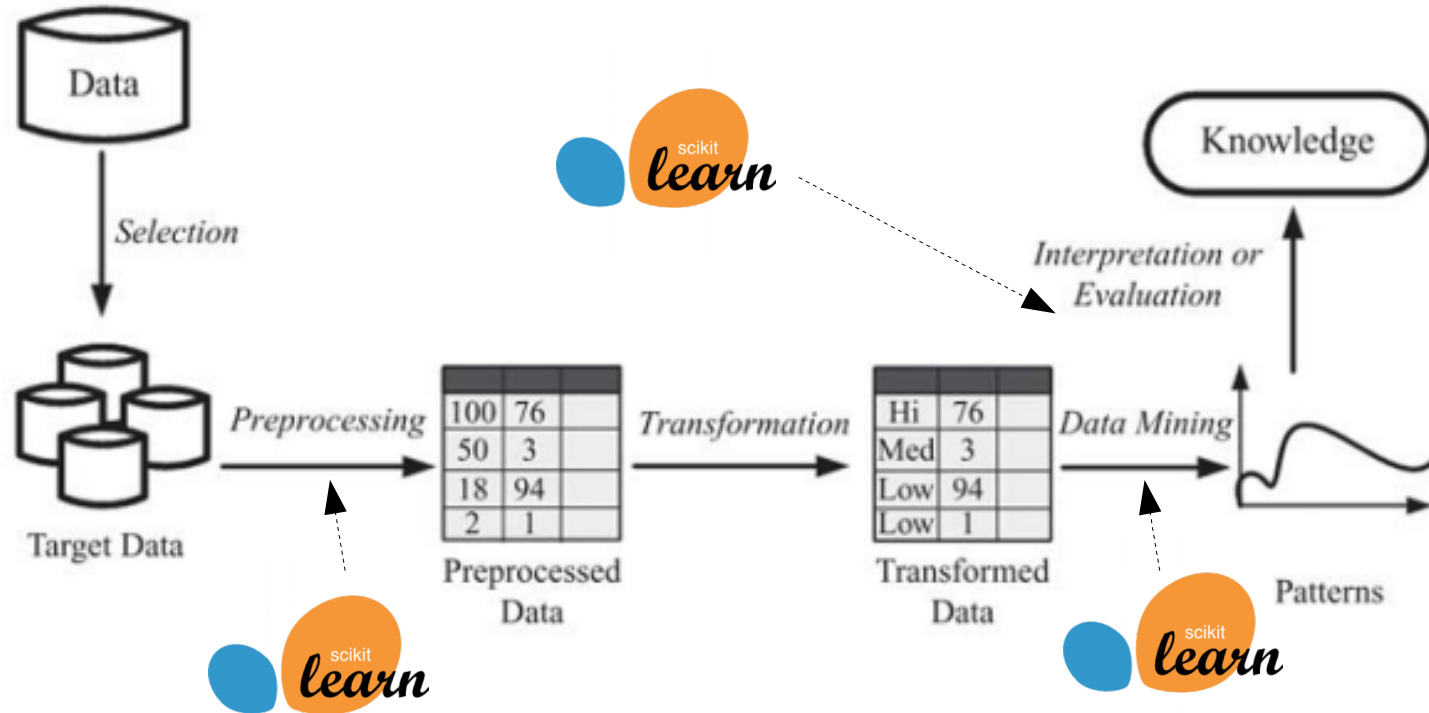 Data
Selection
Target Data
Preprocessing
100 76
50 3
18 94
2 1
Preprocessed
Data
Transformation
Hi 76
Med 3
Low 94
Low 1
Transformed
Data
Data Mining
Patterns
Interpretation or
Evaluation
Knowledge
scikit
learn
scikit
learn
scikit
learn